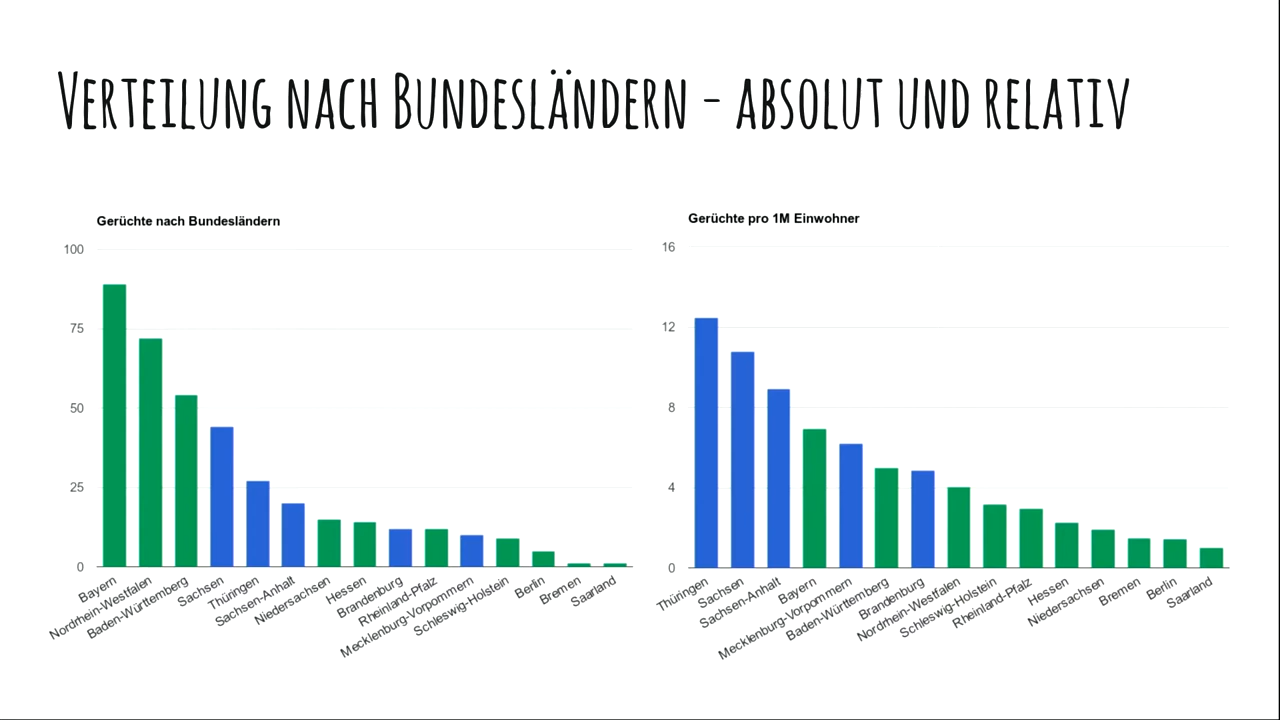 Verteilung nach Bundesländern - absolut und relativ
Gerüchte nach Bundesländern
100
75
50
25
0
Bayern
Nordrhein-Westfalen
Baden-Württemberg
Sachsen
Thüringen
Sachsen-Anhalt
Niedersachsen
Hessen
Brandenburg
Rheinland-Pfalz
Mecklenburg-Vorpommern
Schleswig-Holstein
Berlin
Bremen
Saarland
Gerüchte pro 1M Einwohner
16
12
8
4
0
Thüringen
Sachsen
Sachsen-Anhalt
Bayern
Mecklenburg-Vorpommern
Baden-Württemberg
Brandenburg
Nordrhein-Westfalen
Schleswig-Holstein
Rheinland-Pfalz
Hessen
Niedersachsen
Bremen
Berlin
Saarland